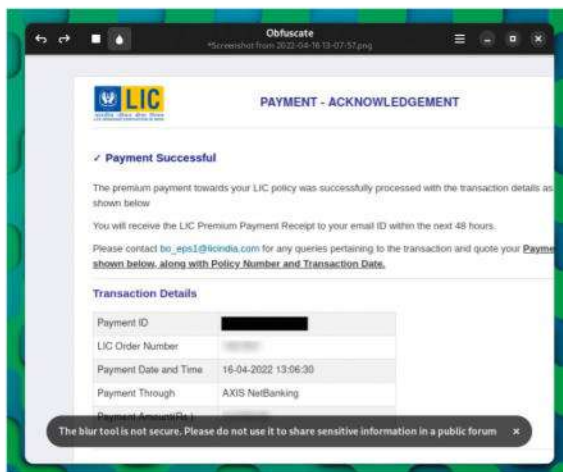 Obfuscate
*Screenshot from 2022-04-16 13-07-57.png
LIC
PAYMENT - ACKNOWLEDGEMENT
✓ Payment Successful
The premium payment towards your LIC policy was successfully processed with the transaction details as
shown below
You will receive the LIC Premium Payment Receipt to your email ID within the next 48 hours.
Please contact bo_eps1@licindia.com for any queries pertaining to the transaction and quote your Payme
shown below, along with Policy Number and Transaction Date.
Transaction Details
Payment ID
LIC Order Number
Payment Date and Time 16-04-2022 13:06:30
Payment Through AXIS NetBanking
Payment Amount(Rs.)
The blur tool is not secure. Please do not use it to share sensitive information in a public forum